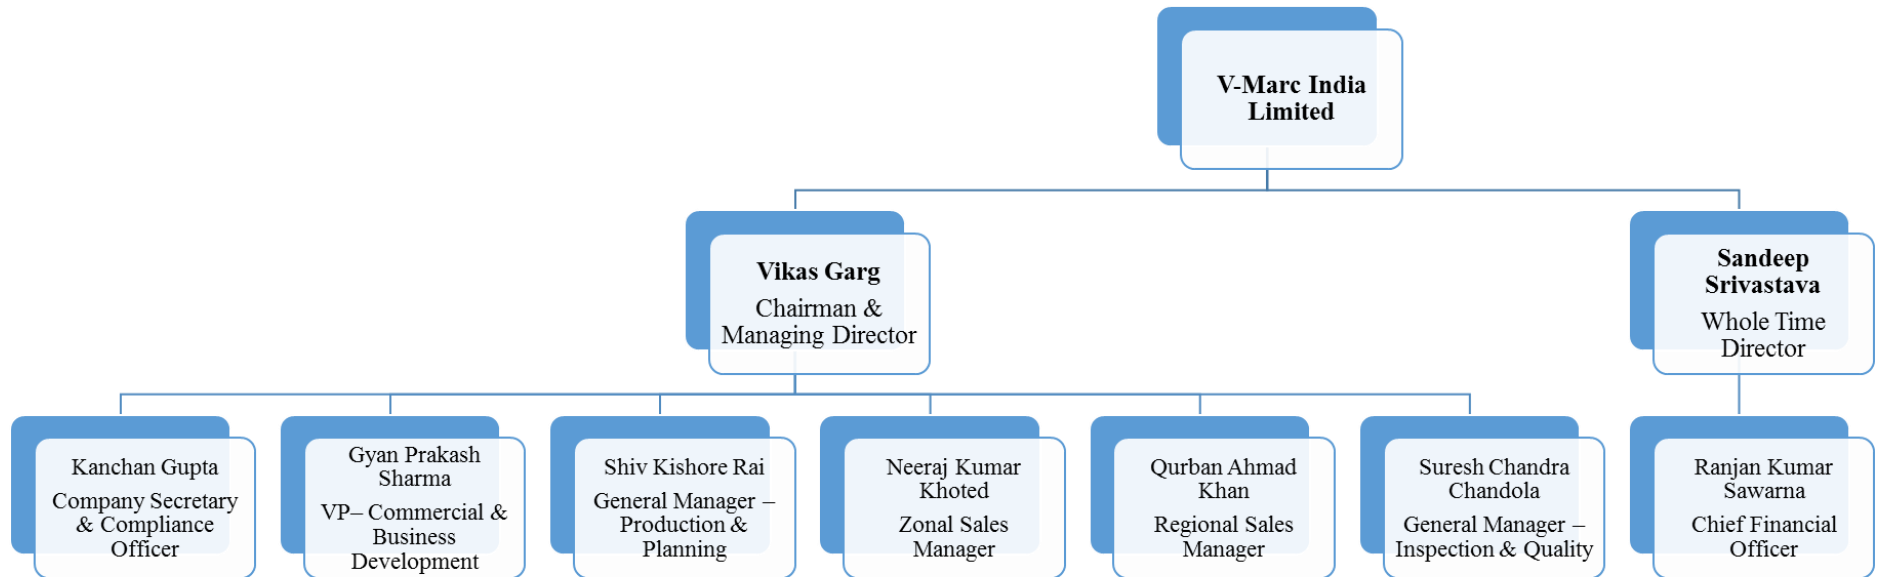 V-Marc India
Limited
Vikas Garg
Chairman &
Managing Director
Sandeep
Srivastava
Whole Time
Director
Kanchan Gupta
Company Secretary
& Compliance
Officer
Gyan Prakash
Sharma
VP– Commercial &
Business
Development
Shiv Kishore Rai
General Manager –
Production &
Planning
Neeraj Kumar
Khoted
Zonal Sales
Manager
Qurban Ahmad
Khan
Regional Sales
Manager
Suresh Chandra
Chandola
General Manager –
Inspection & Quality
Ranjan Kumar
Sawarna
Chief Financial
Officer